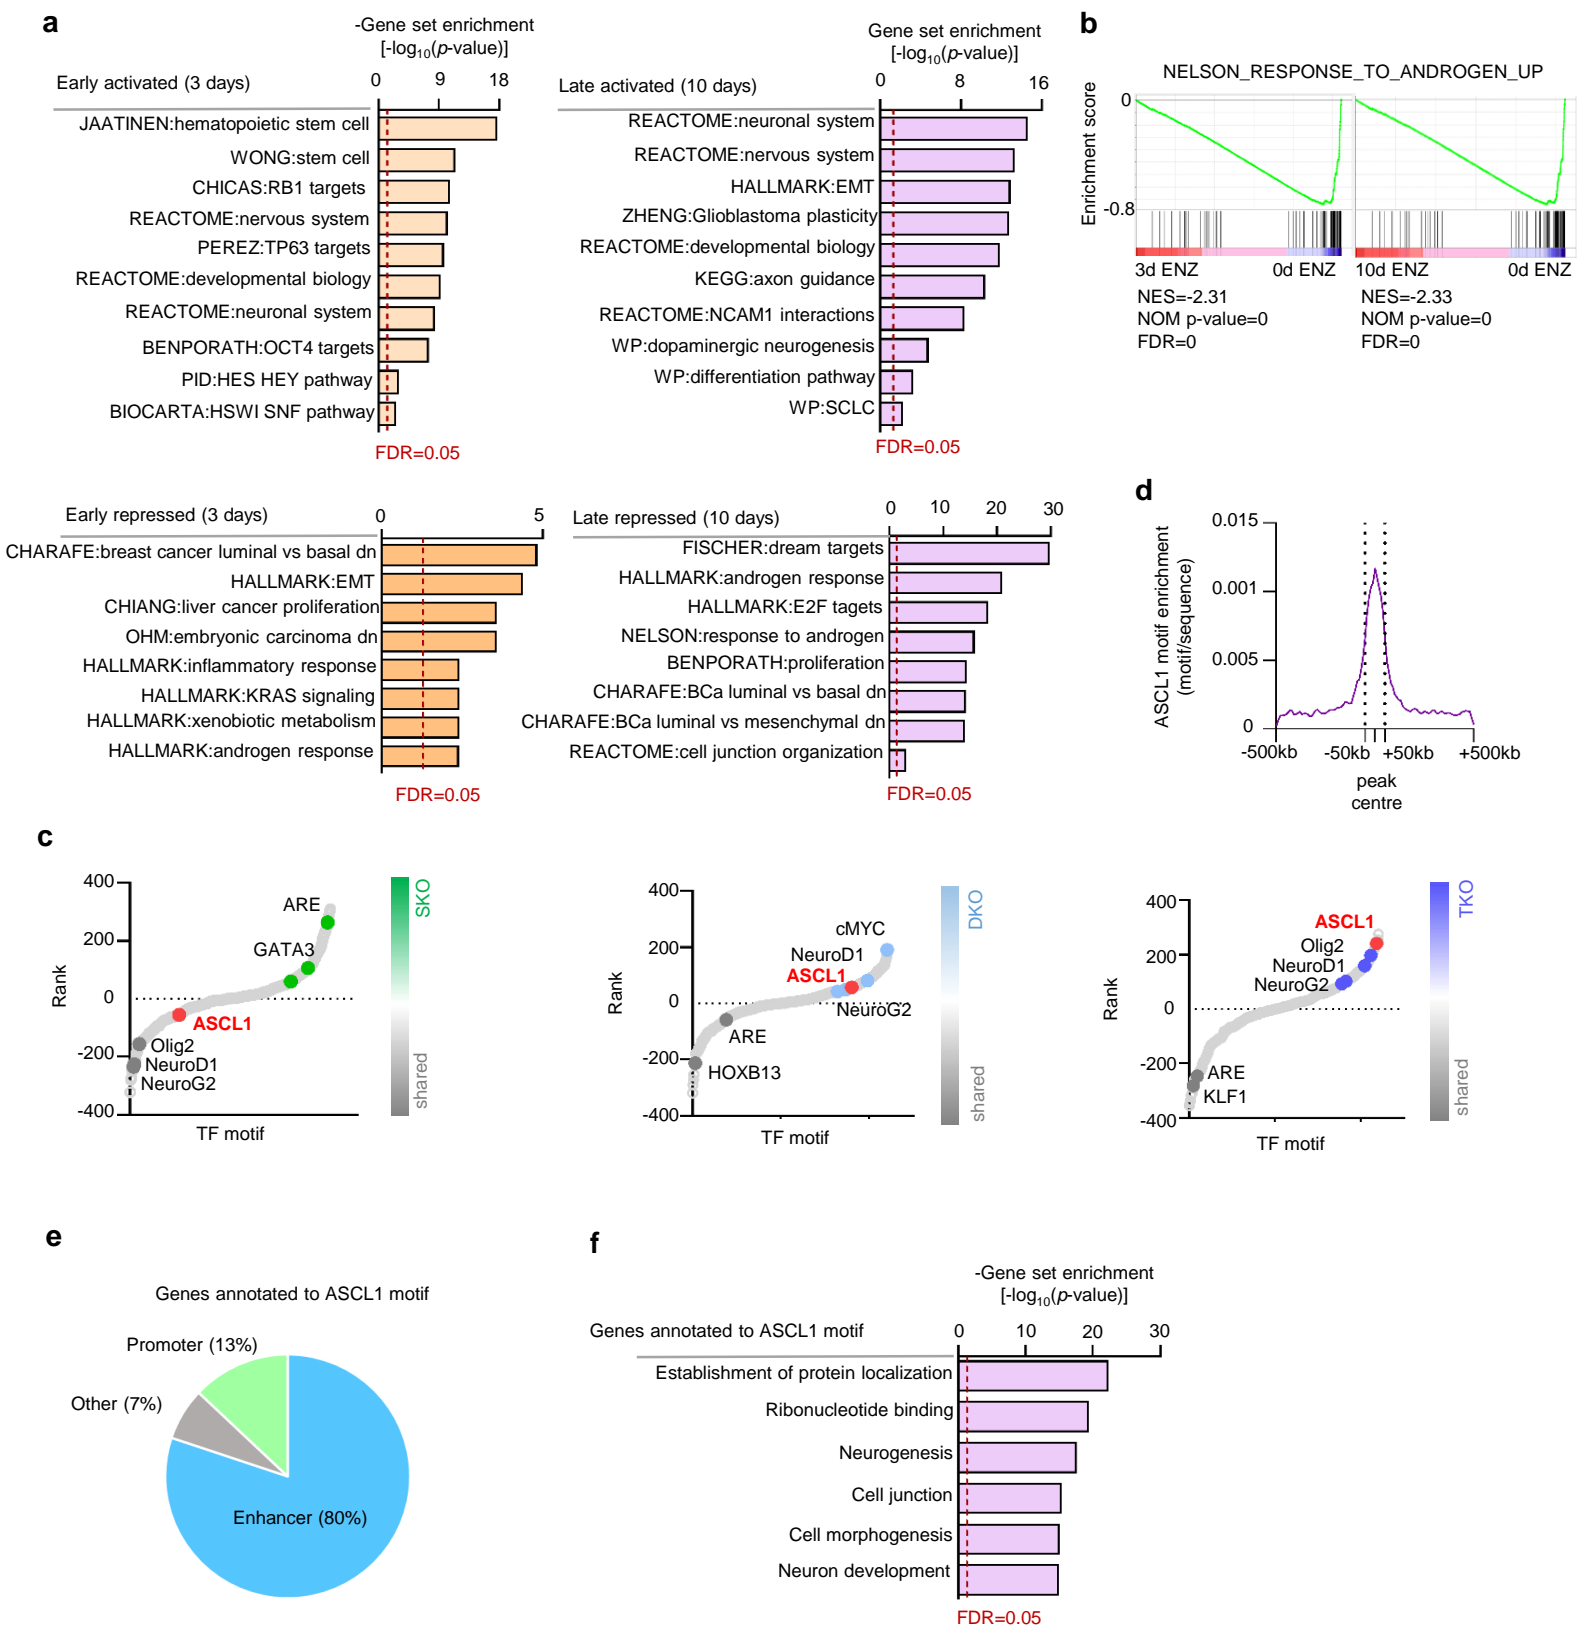 a
-Gene set enrichment
[-log10(p-value)]
Early activated (3 days)
0 9 18
JAATINEN:hematopoietic stem cell
WONG:stem cell
CHICAS:RB1 targets
REACTOME:nervous system
PEREZ:TP63 targets
REACTOME:developmental biology
REACTOME:neuronal system
BENPORATH:OCT4 targets
PID:HES HEY pathway
BIOCARTA:HSWI SNF pathway
FDR=0.05
Gene set enrichment
[-log10(p-value)]
Late activated (10 days)
0 8 16
REACTOME:neuronal system
REACTOME:nervous system
HALLMARK:EMT
ZHENG:Glioblastoma plasticity
REACTOME:developmental biology
KEGG:axon guidance
REACTOME:NCAM1 interactions
WP:dopaminergic neurogenesis
WP:differentiation pathway
WP:SCLC
FDR=0.05
Early repressed (3 days)
0 5
CHARAFE:breast cancer luminal vs basal dn
HALLMARK:EMT
CHIANG:liver cancer proliferation
OHM:embryonic carcinoma dn
HALLMARK:inflammatory response
HALLMARK:KRAS signaling
HALLMARK:xenobiotic metabolism
HALLMARK:androgen response
FDR=0.05
Late repressed (10 days)
0 10 20 30
FISCHER:dream targets
HALLMARK:androgen response
HALLMARK:E2F tagets
NELSON:response to androgen
BENPORATH:proliferation
CHARAFE:BCa luminal vs basal dn
CHARAFE:BCa luminal vs mesenchymal dn
REACTOME:cell junction organization
FDR=0.05
b
NELSON_RESPONSE_TO_ANDROGEN_UP
Enrichment score
0
-0.8
3d ENZ 0d ENZ
NES=-2.31
NOM p-value=0
FDR=0
10d ENZ 0d ENZ
NES=-2.33
NOM p-value=0
FDR=0
d
ASCL1 motif enrichment
(motif/sequence)
0.015
0.001
0.005
0
-500kb -50kb +50kb +500kb
peak
centre
c
Rank
400
200
0
-200
-400
ARE
GATA3
ASCL1
Olig2
NeuroD1
NeuroG2
TF motif
SKO
shared
Rank
400
200
0
-200
-400
cMYC
NeuroD1
ASCL1
NeuroG2
ARE
HOXB13
TF motif
DKO
shared
Rank
400
200
0
-200
-400
ASCL1
Olig2
NeuroD1
NeuroG2
ARE
KLF1
TF motif
TKO
shared
e
Genes annotated to ASCL1 motif
Promoter (13%)
Other (7%)
Enhancer (80%)
f
-Gene set enrichment
[-log10(p-value)]
Genes annotated to ASCL1 motif
0 10 20 30
Establishment of protein localization
Ribonucleotide binding
Neurogenesis
Cell junction
Cell morphogenesis
Neuron development
FDR=0.05